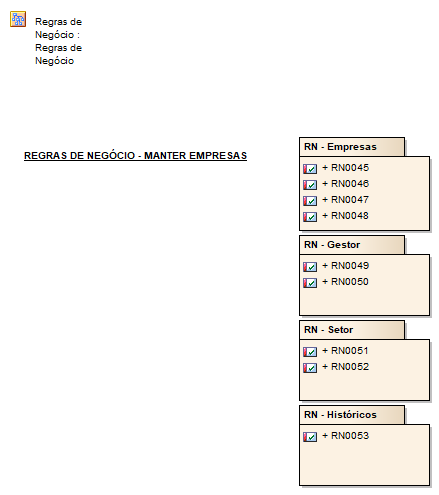 Regras de
Negócio :
Regras de
Negócio
REGRAS DE NEGÓCIO - MANTER EMPRESAS
RN - Empresas
+ RN0045
+ RN0046
+ RN0047
+ RN0048
RN - Gestor
+ RN0049
+ RN0050
RN - Setor
+ RN0051
+ RN0052
RN - Históricos
+ RN0053